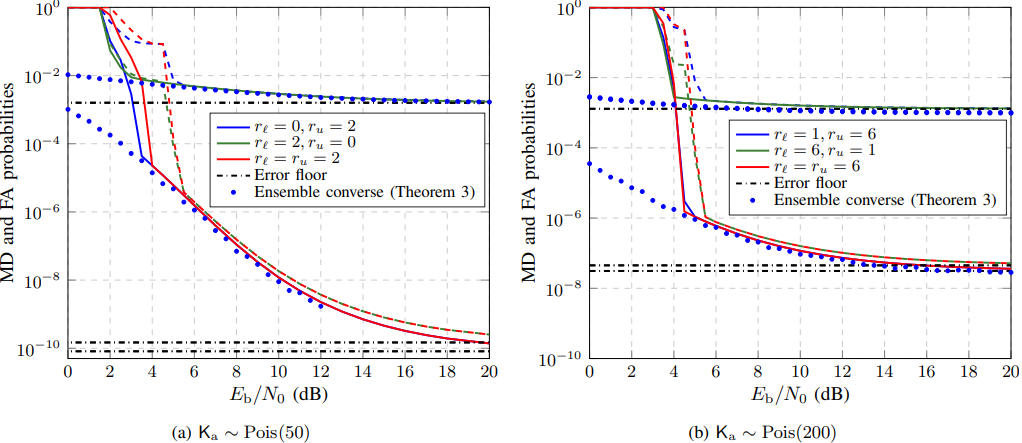 MD and FA probabilities
10^0
10^−2
10^−4
10^−6
10^−8
10^−10
r_ℓ = 0, r_u = 2
r_ℓ = 2, r_u = 0
r_ℓ = r_u = 2
Error floor
Ensemble converse (Theorem 3)
0 2 4 6 8 10 12 14 16 18 20
E_b/N_0 (dB)
(a) K_a ∼ Pois(50)
MD and FA probabilities
10^0
10^−2
10^−4
10^−6
10^−8
10^−10
r_ℓ = 1, r_u = 6
r_ℓ = 6, r_u = 1
r_ℓ = r_u = 6
Error floor
Ensemble converse (Theorem 3)
0 2 4 6 8 10 12 14 16 18 20
E_b/N_0 (dB)
(b) K_a ∼ Pois(200)